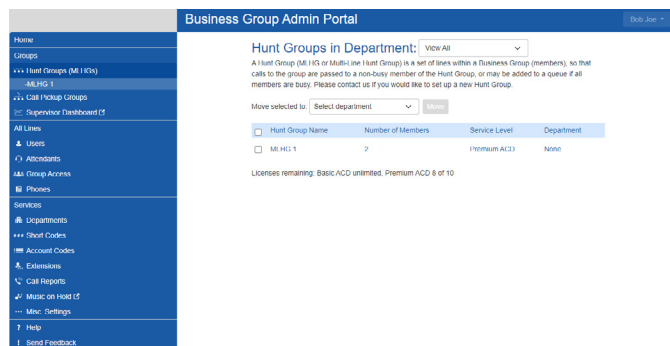 Business Group Admin Portal
Bob Joe
Home
Groups
Hunt Groups (MLHGs)
-MLHG 1
Call Pickup Groups
Supervisor Dashboard
All Lines
Users
Attendants
Group Access
Phones
Services
Departments
Short Codes
Account Codes
Extensions
Call Reports
Music on Hold
Misc. Settings
? Help
! Send Feedback
Hunt Groups in Department: View All
A Hunt Group (MLHG or Multi-Line Hunt Group) is a set of lines within a Business Group (members), so that
calls to the group are passed to a non-busy member of the Hunt Group, or may be added to a queue if all
members are busy. Please contact us if you would like to set up a new Hunt Group.
Move selected to: Select department Move
Hunt Group Name Number of Members Service Level Department
MLHG 1 2 Premium ACD None
Licenses remaining: Basic ACD unlimited, Premium ACD 8 of 10